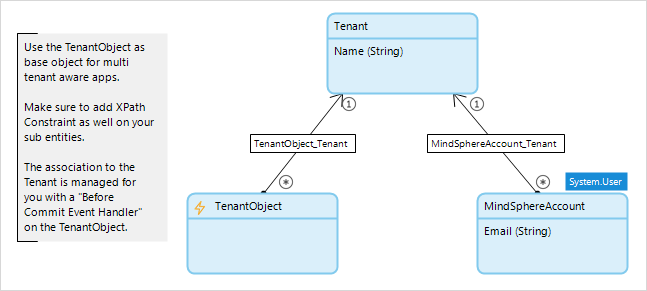 Use the TenantObject as
base object for multi
tenant aware apps.
Make sure to add XPath
Constraint as well on your
sub entities.
The association to the
Tenant is managed for
you with a "Before
Commit Event Handler"
on the TenantObject.
Tenant
Name (String)
1
1
TenantObject_Tenant
MindSphereAccount_Tenant
*
*
System.User
TenantObject
MindSphereAccount
Email (String)